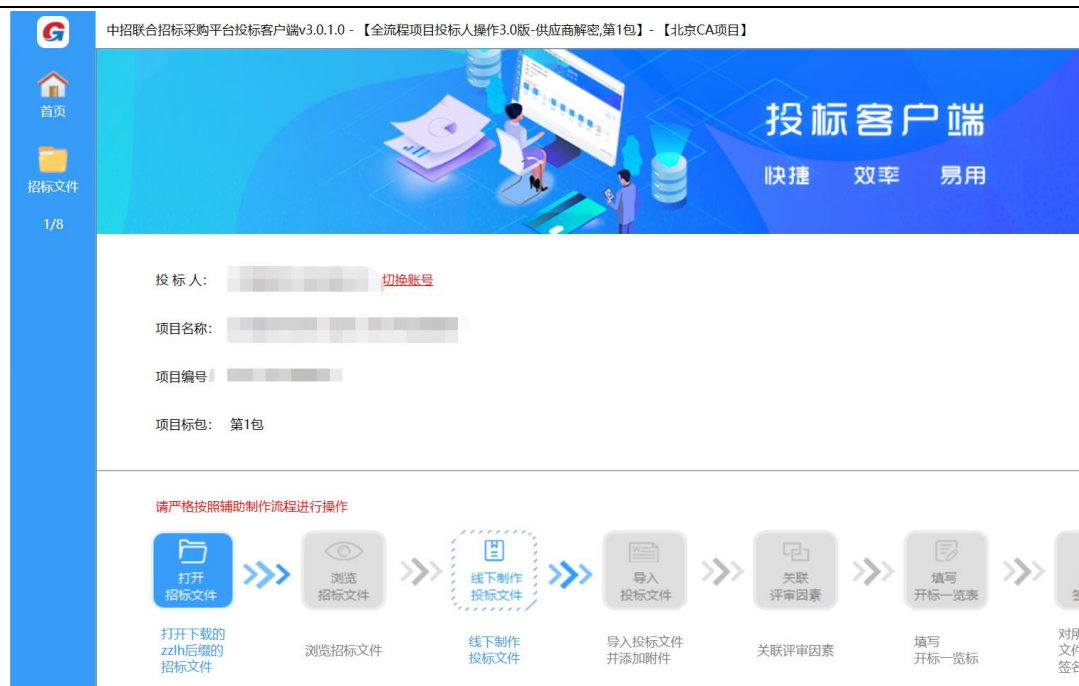 中招联合招标采购平台投标客户端v3.0.1.0 - 【全流程项目投标人操作3.0版-供应商解密,第1包】-【北京CA项目】
首页
招标文件
1/8
投标客户端
快捷 效率 易用
投 标 人： 切换账号
项目名称：
项目编号
项目标包： 第1包
请严格按照辅助制作流程进行操作
打开
招标文件
浏览
招标文件
线下制作
投标文件
导入
投标文件
关联
评审因素
填写
开标一览表
打开下载的
zzlh后缀的
招标文件
浏览招标文件
线下制作
投标文件
导入投标文件
并添加附件
关联评审因素
填写
开标一览标
对所
文件
签名